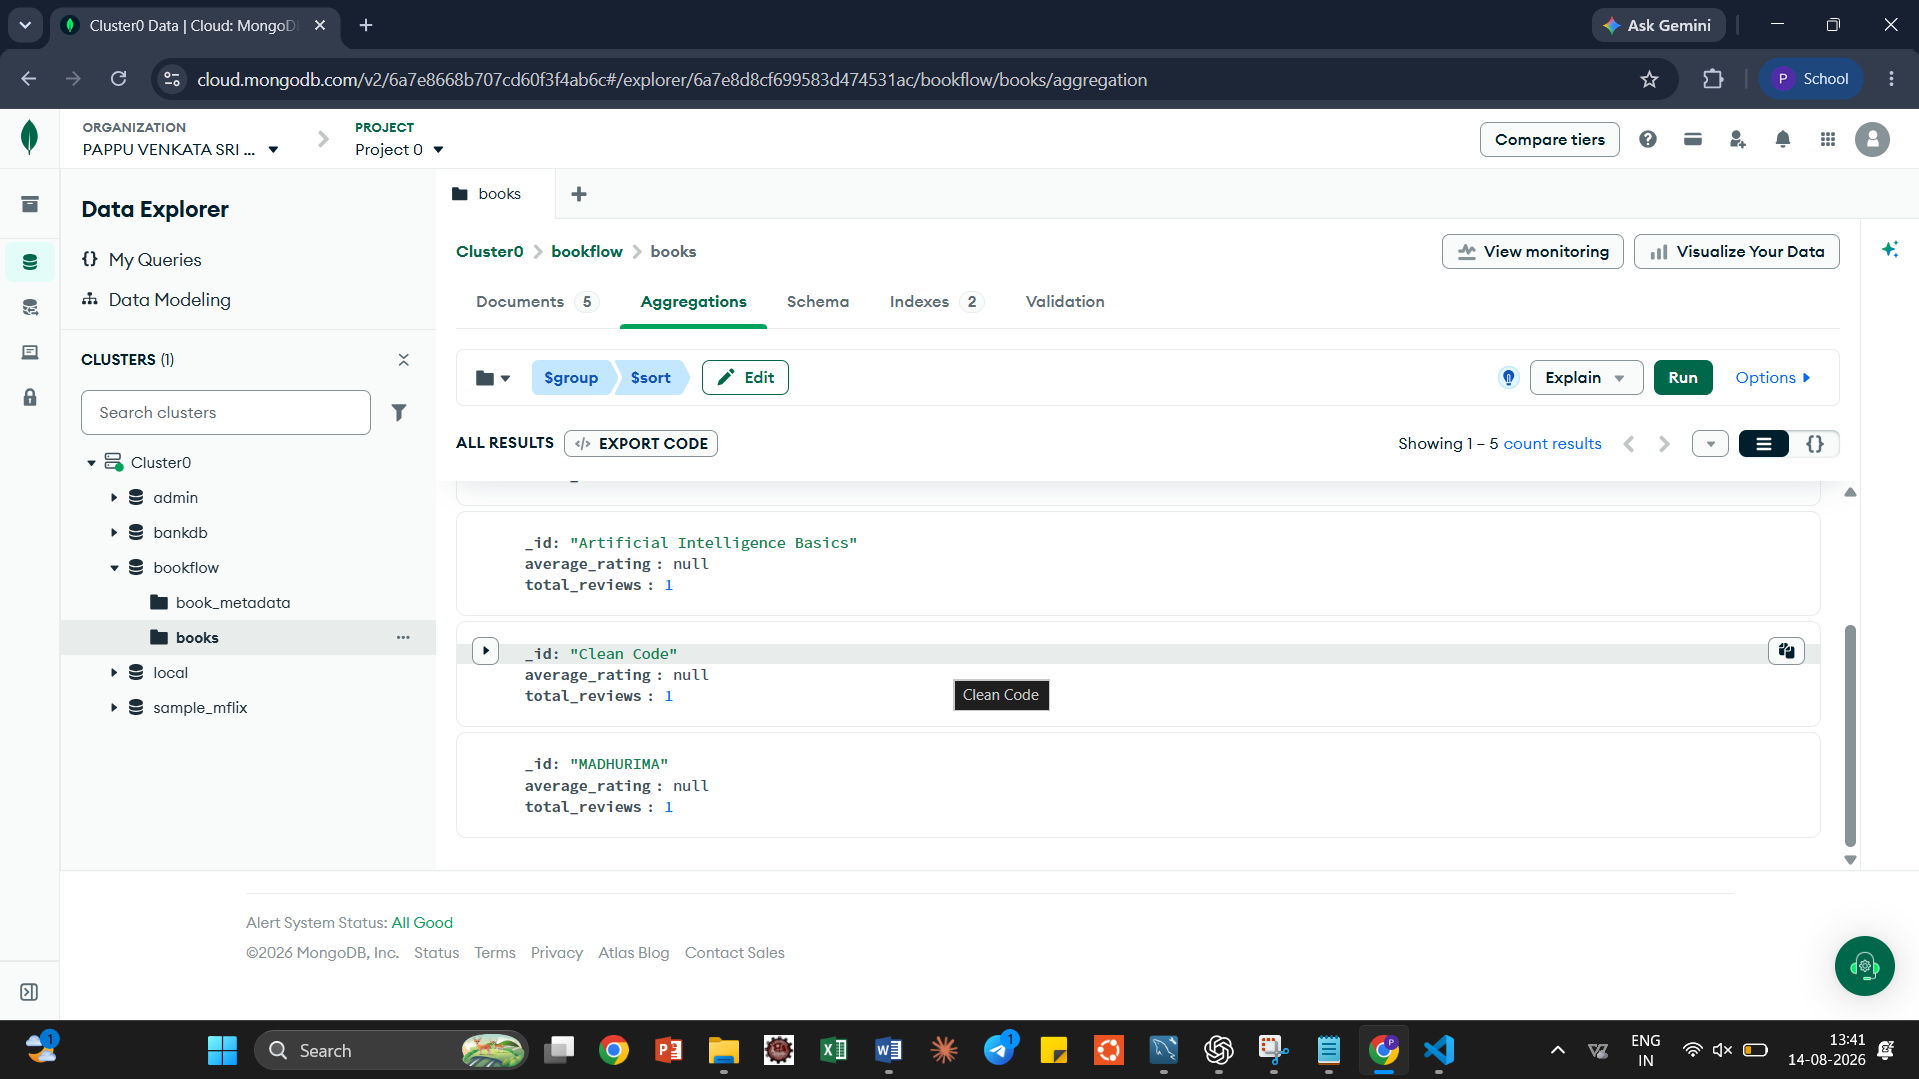 Cluster0 Data | Cloud: MongoD
Ask Gemini
cloud.mongodb.com/v2/6a7e8668b707cd60f3f4ab6c#/explorer/6a7e8d8cf699583d474531ac/bookflow/books/aggregation
P School
ORGANIZATION
PAPPU VENKATA SRI ...
PROJECT
Project 0
Compare tiers
Data Explorer
My Queries
Data Modeling
CLUSTERS (1)
Search clusters
Cluster0
admin
bankdb
bookflow
book_metadata
books
local
sample_mflix
books
Cluster0 > bookflow > books
View monitoring
Visualize Your Data
Documents 5
Aggregations
Schema
Indexes 2
Validation
$group
$sort
Edit
Explain
Run
Options
ALL RESULTS
</> EXPORT CODE
Showing 1 – 5 count results
{}
_id: "Artificial Intelligence Basics"
average_rating : null
total_reviews : 1
_id: "Clean Code"
average_rating : null
total_reviews : 1
Clean Code
_id: "MADHURIMA"
average_rating : null
total_reviews : 1
Alert System Status: All Good
©2026 MongoDB, Inc. Status Terms Privacy Atlas Blog Contact Sales
1
Search
1
ENG
IN
13:41
14-08-2026